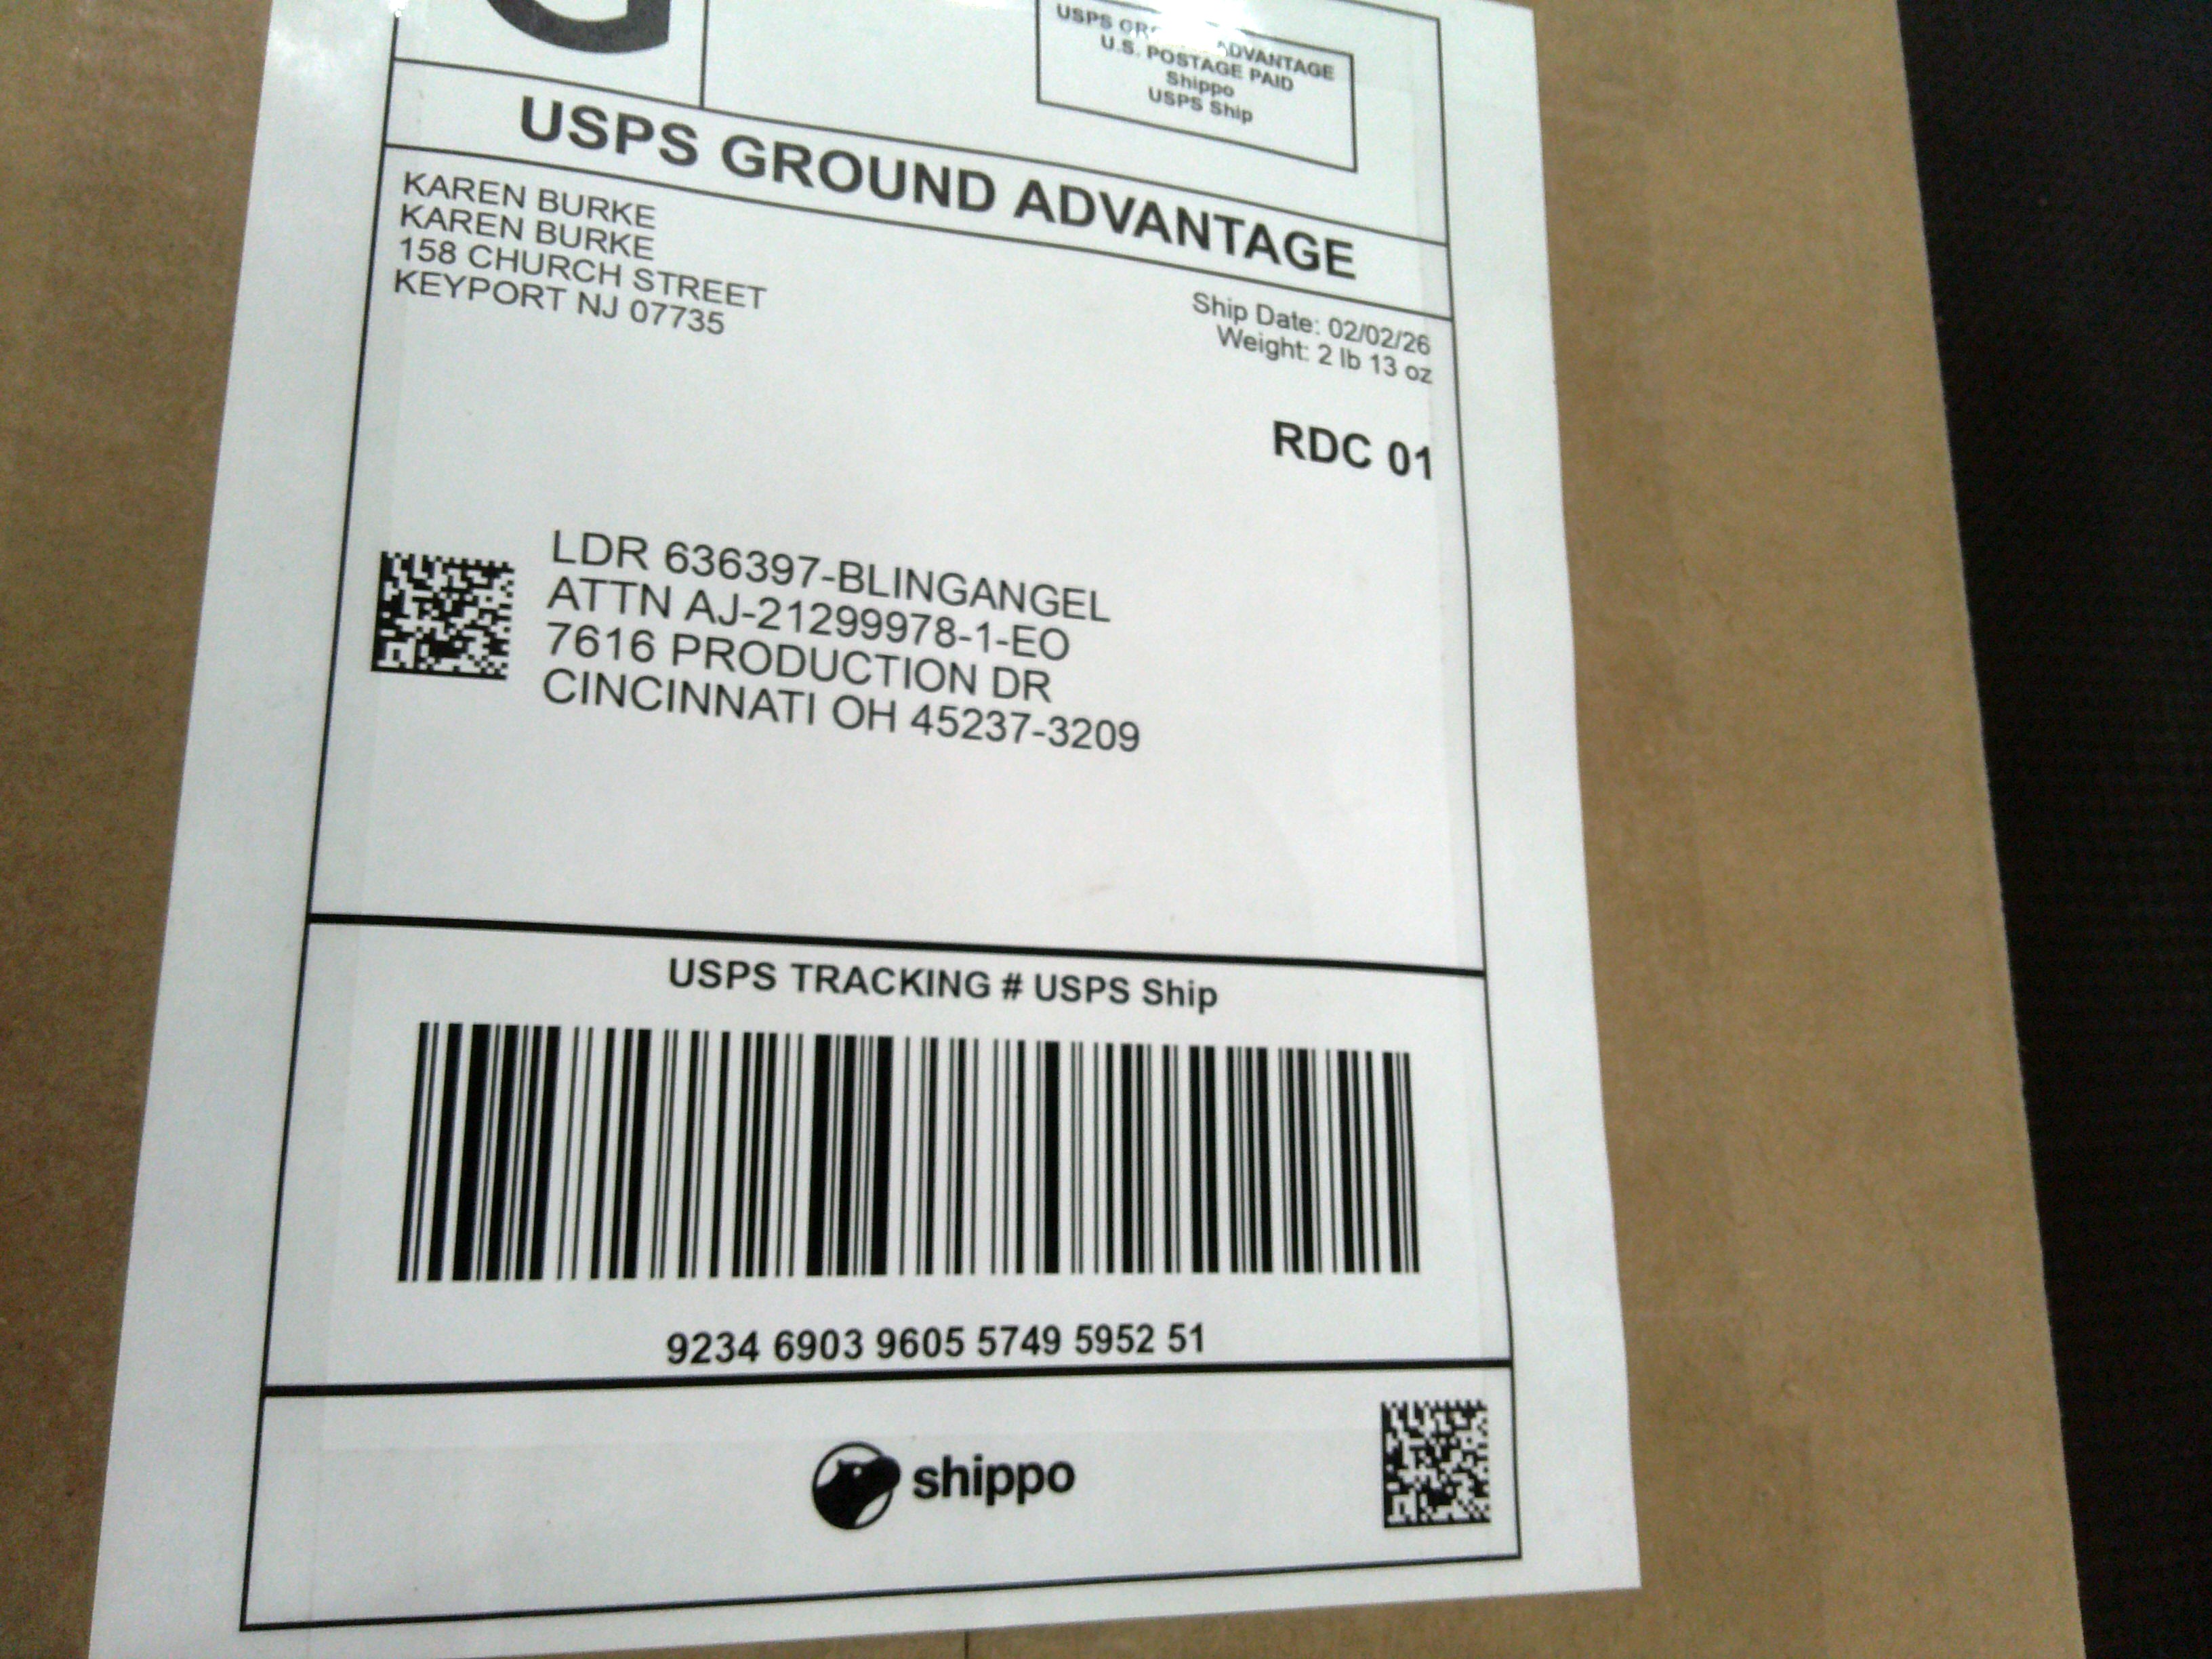 G
USPS GROUND ADVANTAGE
U.S. POSTAGE PAID
Shippo
USPS Ship
USPS GROUND ADVANTAGE
KAREN BURKE
KAREN BURKE
158 CHURCH STREET
KEYPORT NJ 07735
Ship Date: 02/02/26
Weight: 2 lb 13 oz
RDC 01
LDR 636397-BLINGANGEL
ATTN AJ-21299978-1-EO
7616 PRODUCTION DR
CINCINNATI OH 45237-3209
USPS TRACKING # USPS Ship
9234 6903 9605 5749 5952 51
shippo